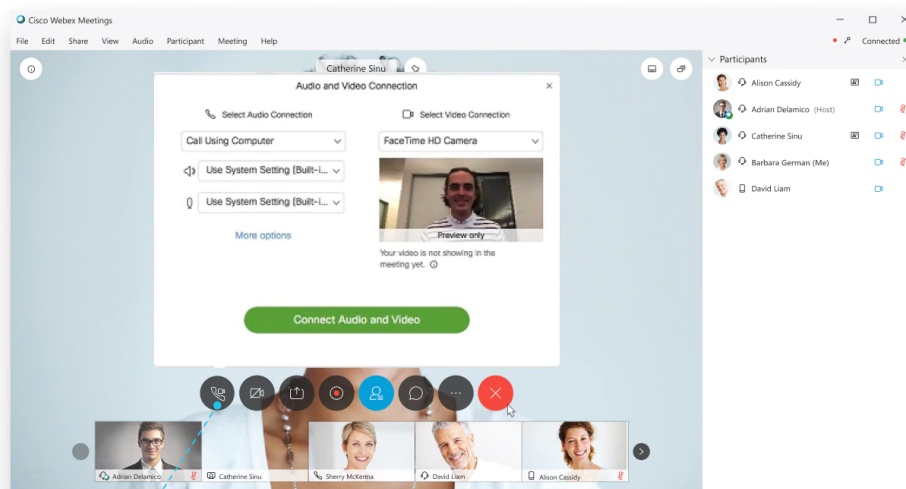 Cisco Webex Meetings
File Edit Share View Audio Participant Meeting Help
Connected
Catherine Sinu
Participants
Audio and Video Connection
Select Audio Connection
Select Video Connection
Call Using Computer
FaceTime HD Camera
Use System Setting (Built-i...
Use System Setting (Built-i...
More options
Preview only
Your video is not showing in the
meeting yet.
Connect Audio and Video
Alison Cassidy
Adrian Delamico (Host)
Catherine Sinu
Barbara German (Me)
David Liam
Adrian Delamico
Catherine Sinu
Sherry McKenna
David Liam
Alison Cassidy